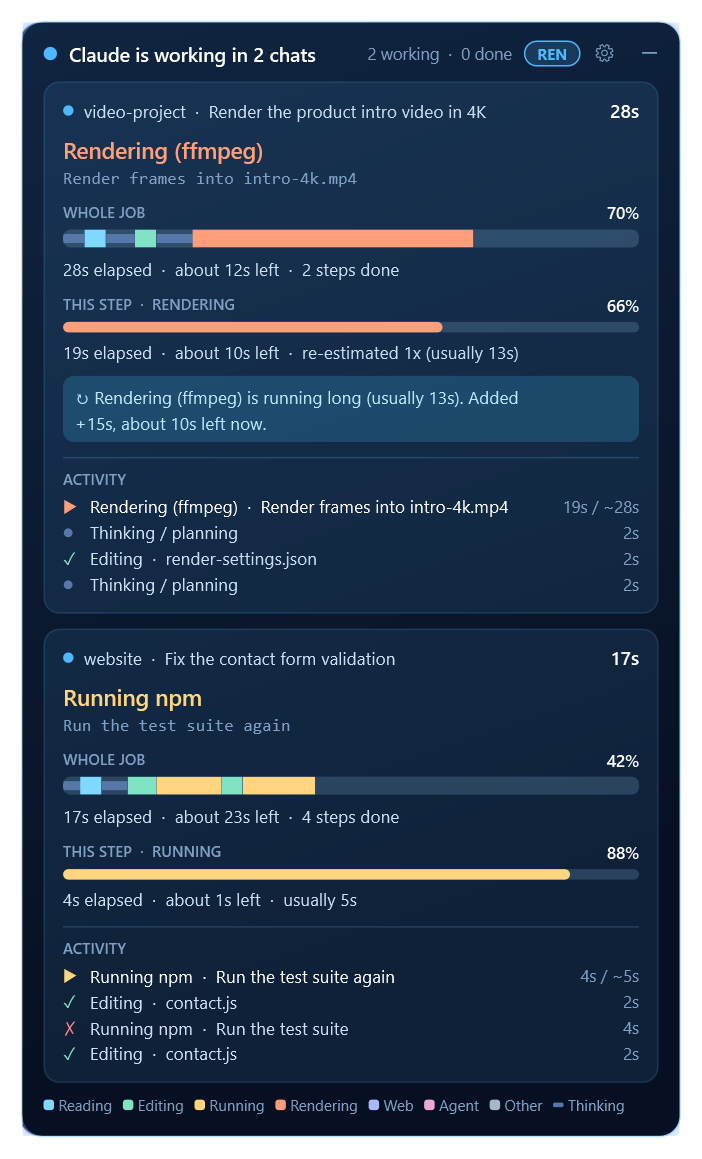 Claude is working in 2 chats 2 working · 0 done REN
video-project · Render the product intro video in 4K 28s
Rendering (ffmpeg)
Render frames into intro-4k.mp4
WHOLE JOB 70%
28s elapsed · about 12s left · 2 steps done
THIS STEP · RENDERING 66%
19s elapsed · about 10s left · re-estimated 1x (usually 13s)
↻ Rendering (ffmpeg) is running long (usually 13s). Added
+15s, about 10s left now.
ACTIVITY
▶ Rendering (ffmpeg) · Render frames into intro-4k.mp4 19s / ~28s
● Thinking / planning 2s
✓ Editing · render-settings.json 2s
● Thinking / planning 2s
website · Fix the contact form validation 17s
Running npm
Run the test suite again
WHOLE JOB 42%
17s elapsed · about 23s left · 4 steps done
THIS STEP · RUNNING 88%
4s elapsed · about 1s left · usually 5s
ACTIVITY
▶ Running npm · Run the test suite again 4s / ~5s
✓ Editing · contact.js 2s
✗ Running npm · Run the test suite 4s
✓ Editing · contact.js 2s
Reading Editing Running Rendering Web Agent Other Thinking